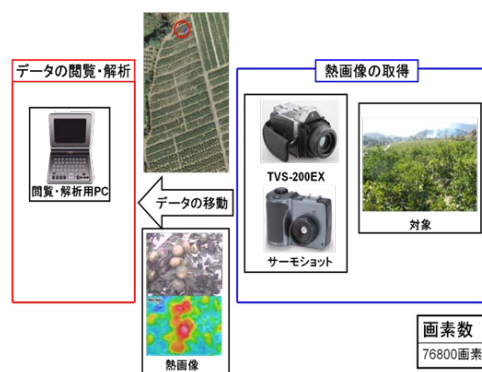 データの閲覧・解析
閲覧・解析用PC
データの移動
熱画像
熱画像の取得
TVS-200EX
サーモショット
対象
画素数
76800画素